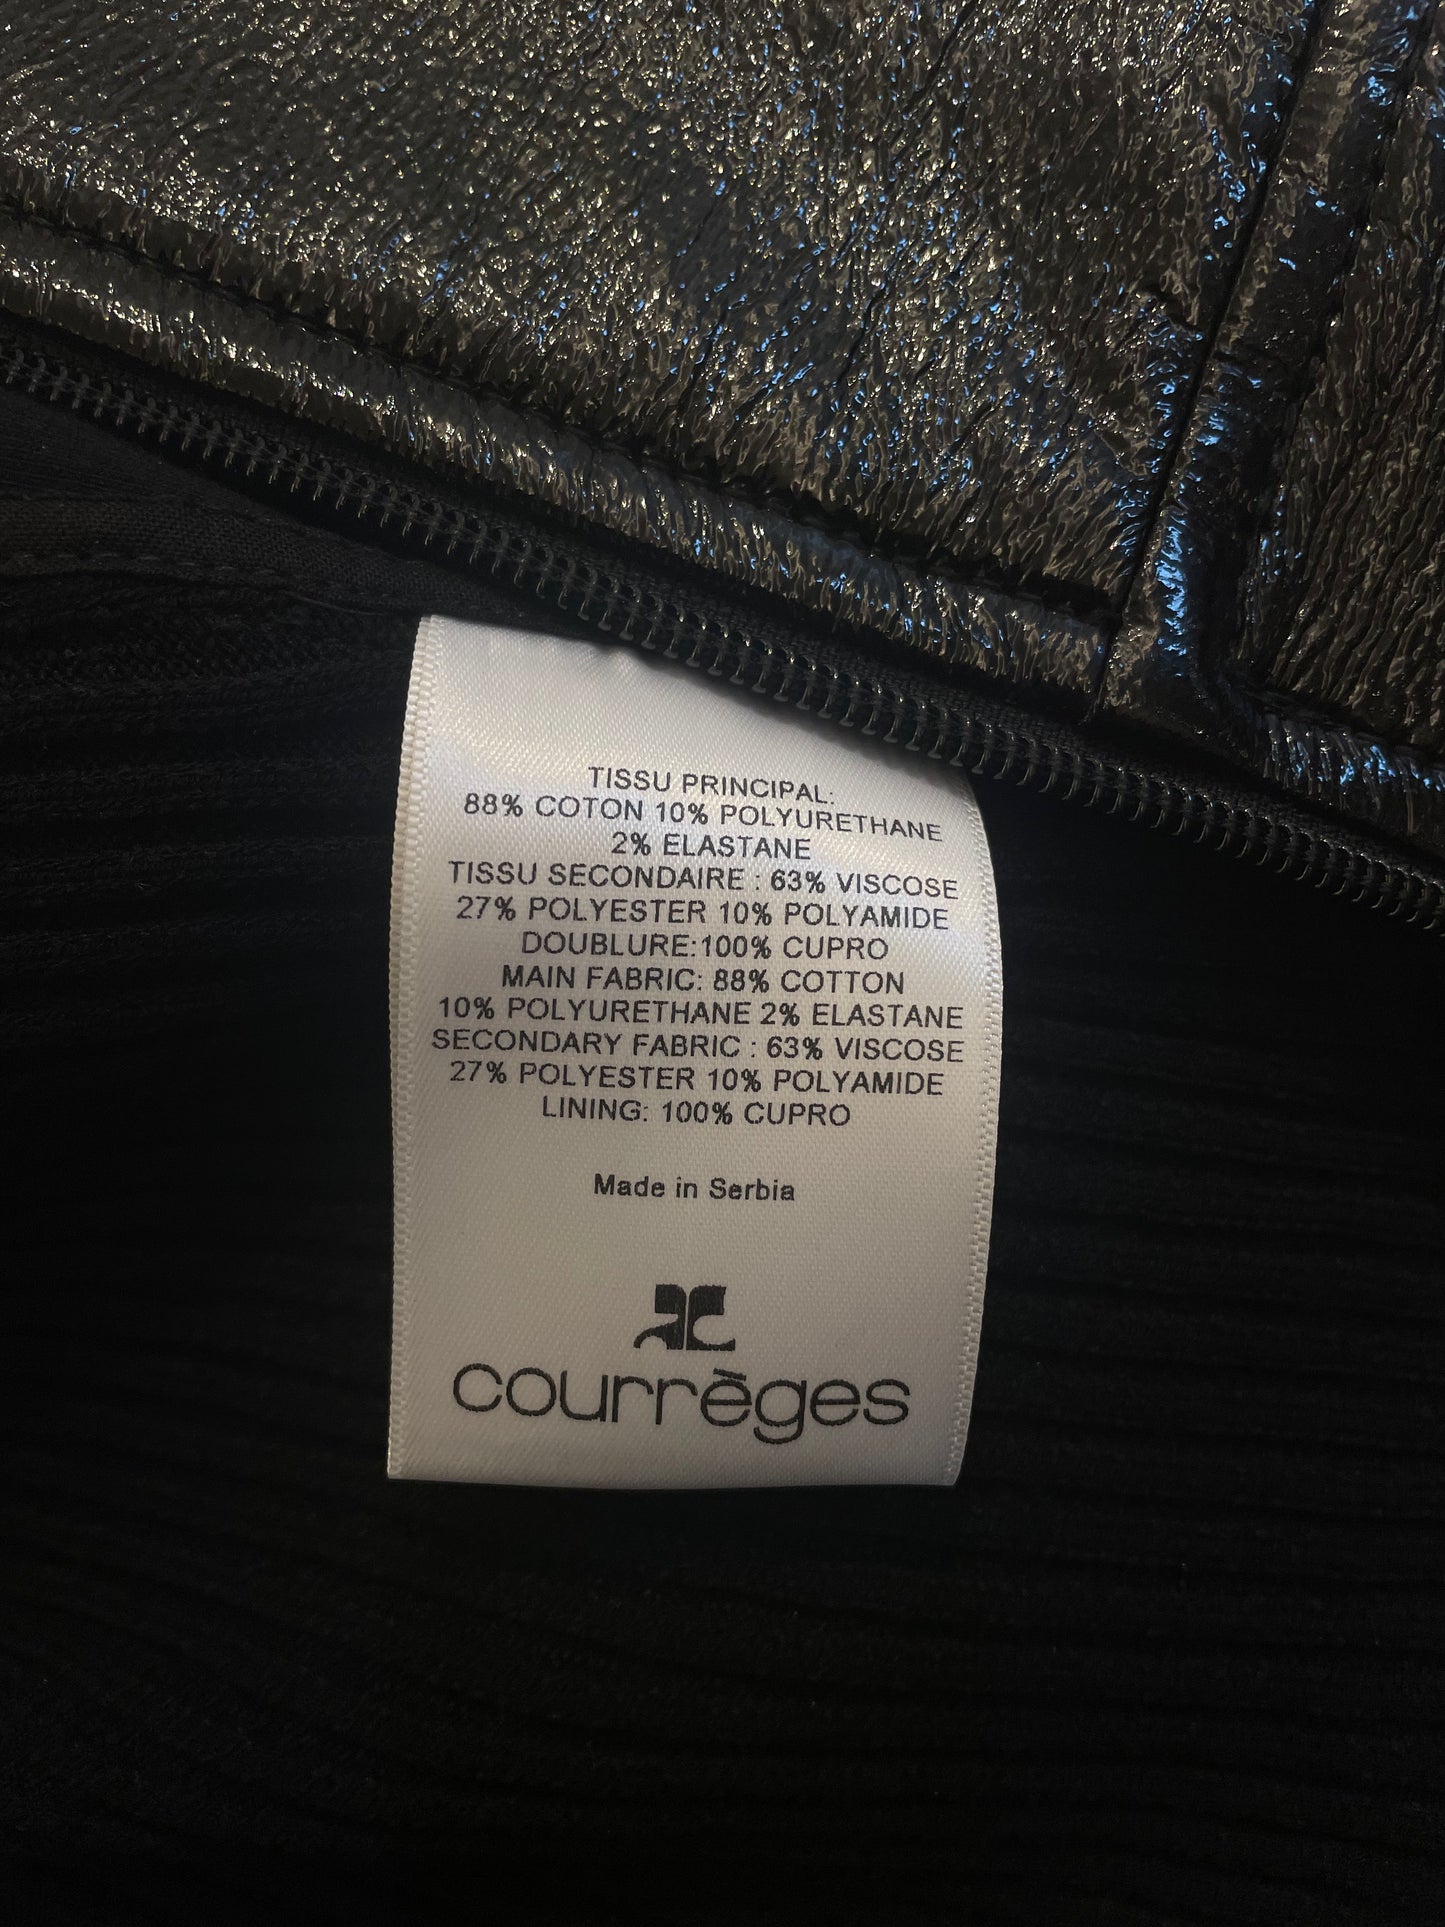 TISSU PRINCIPAL:
88% COTON 10% POLYURETHANE
2% ELASTANE
TISSU SECONDAIRE : 63% VISCOSE
27% POLYESTER 10% POLYAMIDE
DOUBLURE:100% CUPRO
MAIN FABRIC: 88% COTTON
10% POLYURETHANE 2% ELASTANE
SECONDARY FABRIC : 63% VISCOSE
27% POLYESTER 10% POLYAMIDE
LINING: 100% CUPRO
Made in Serbia
courrèges